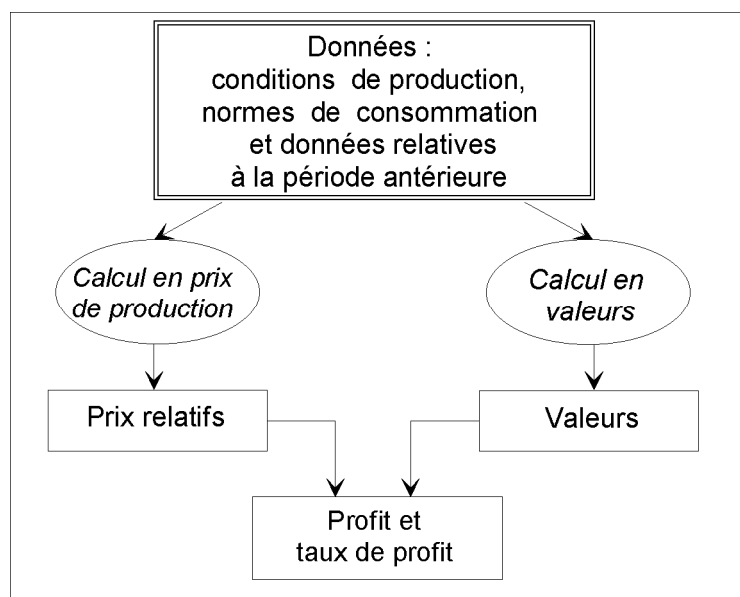 Données :
conditions de production,
normes de consommation
et données relatives
à la période antérieure
Calcul en prix
de production
Calcul en
valeurs
Prix relatifs
Valeurs
Profit et
taux de profit